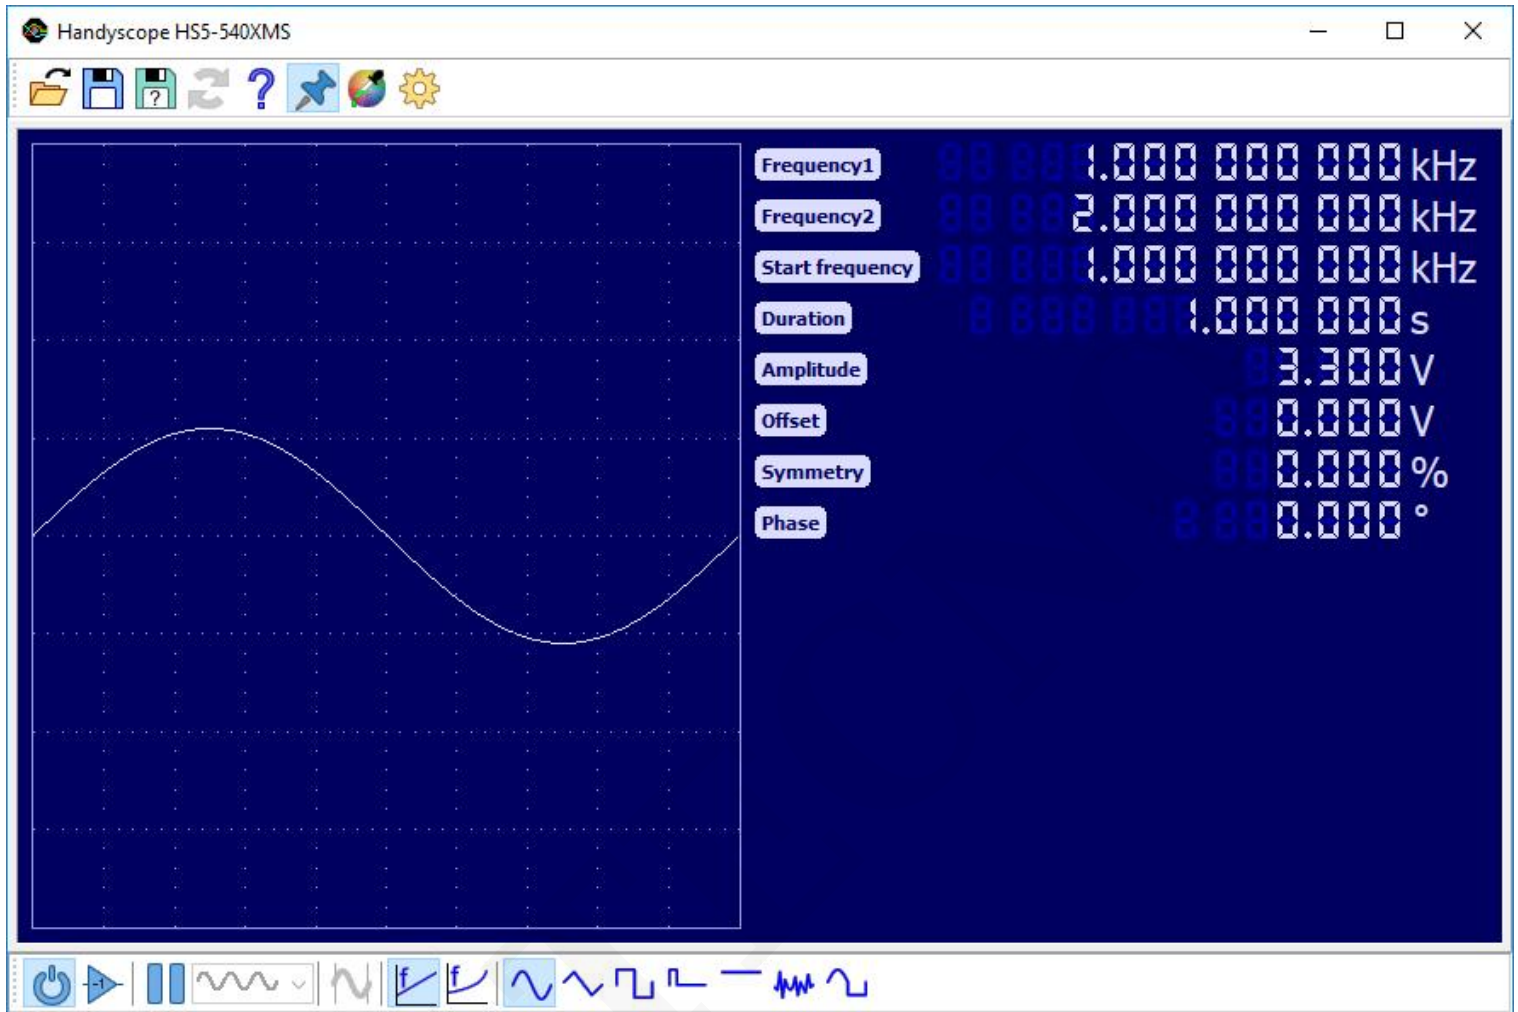 Handyscope HS5-540XMS
Frequency1 1.000 000 000 kHz
Frequency2 2.000 000 000 kHz
Start frequency 1.000 000 000 kHz
Duration 1.000 000 s
Amplitude 3.300 V
Offset 0.000 V
Symmetry 0.000 %
Phase 0.000 °
-1
f
f